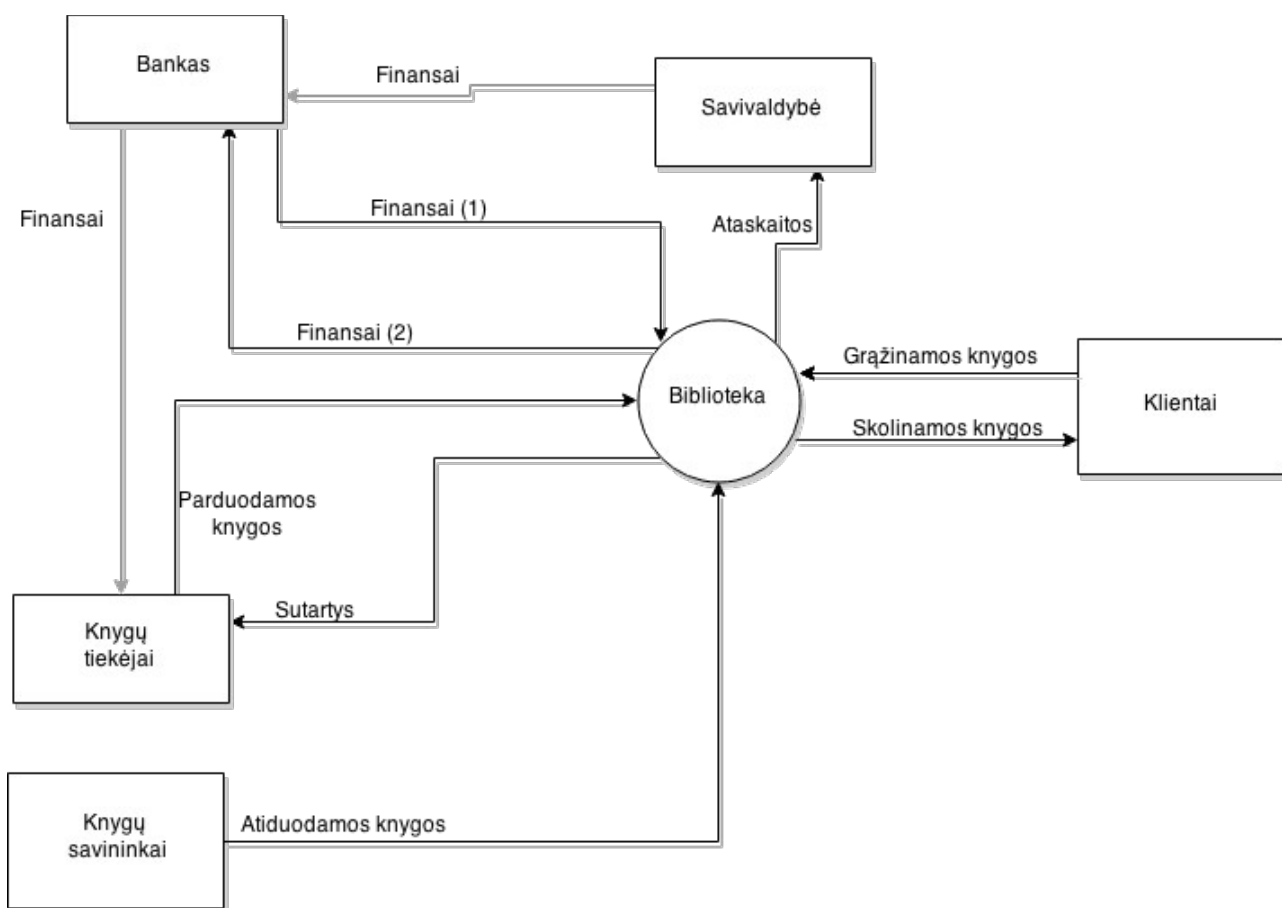 Bankas
Finansai
Savivaldybė
Finansai
Finansai (1)
Ataskaitos
Finansai (2)
Grąžinamos knygos
Biblioteka
Klientai
Skolinamos knygos
Parduodamos
knygos
Sutartys
Knygų
tiekėjai
Knygų
savininkai
Atiduodamos knygos